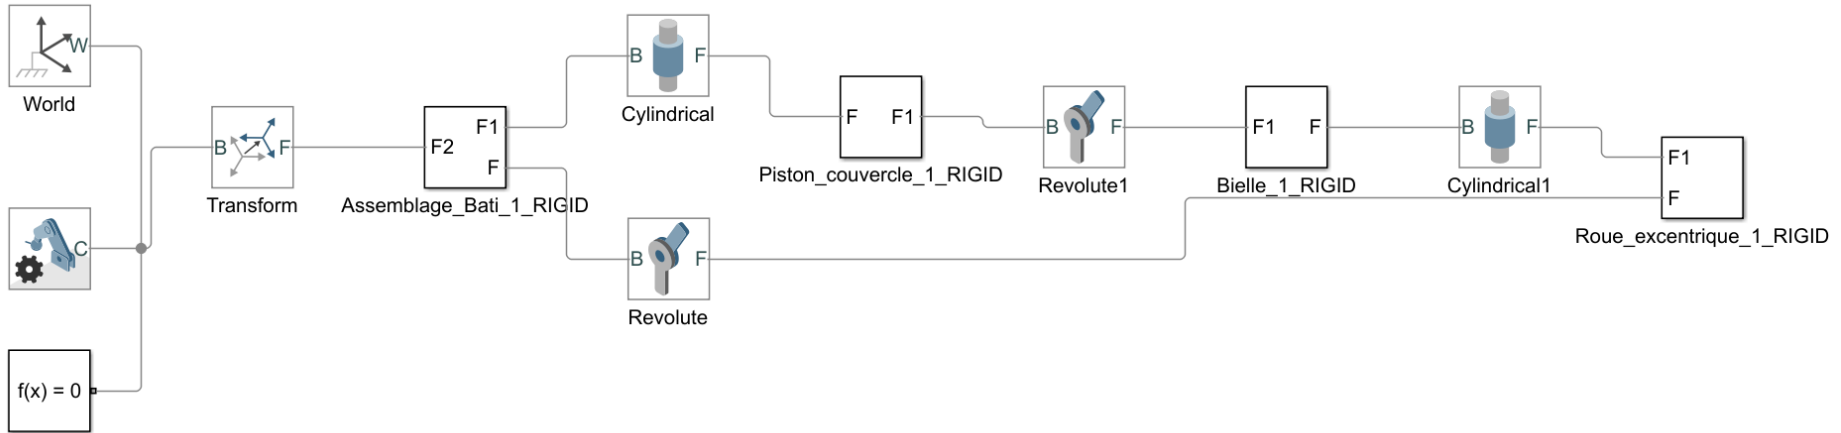 W
World
C
f(x) = 0
B
F
Transform
F2
F1
F
Assemblage_Bati_1_RIGID
B
F
Cylindrical
B
F
Revolute
F
F1
Piston_couvercle_1_RIGID
B
F
Revolute1
F1
F
Bielle_1_RIGID
B
F
Cylindrical1
F1
F
Roue_excentrique_1_RIGID